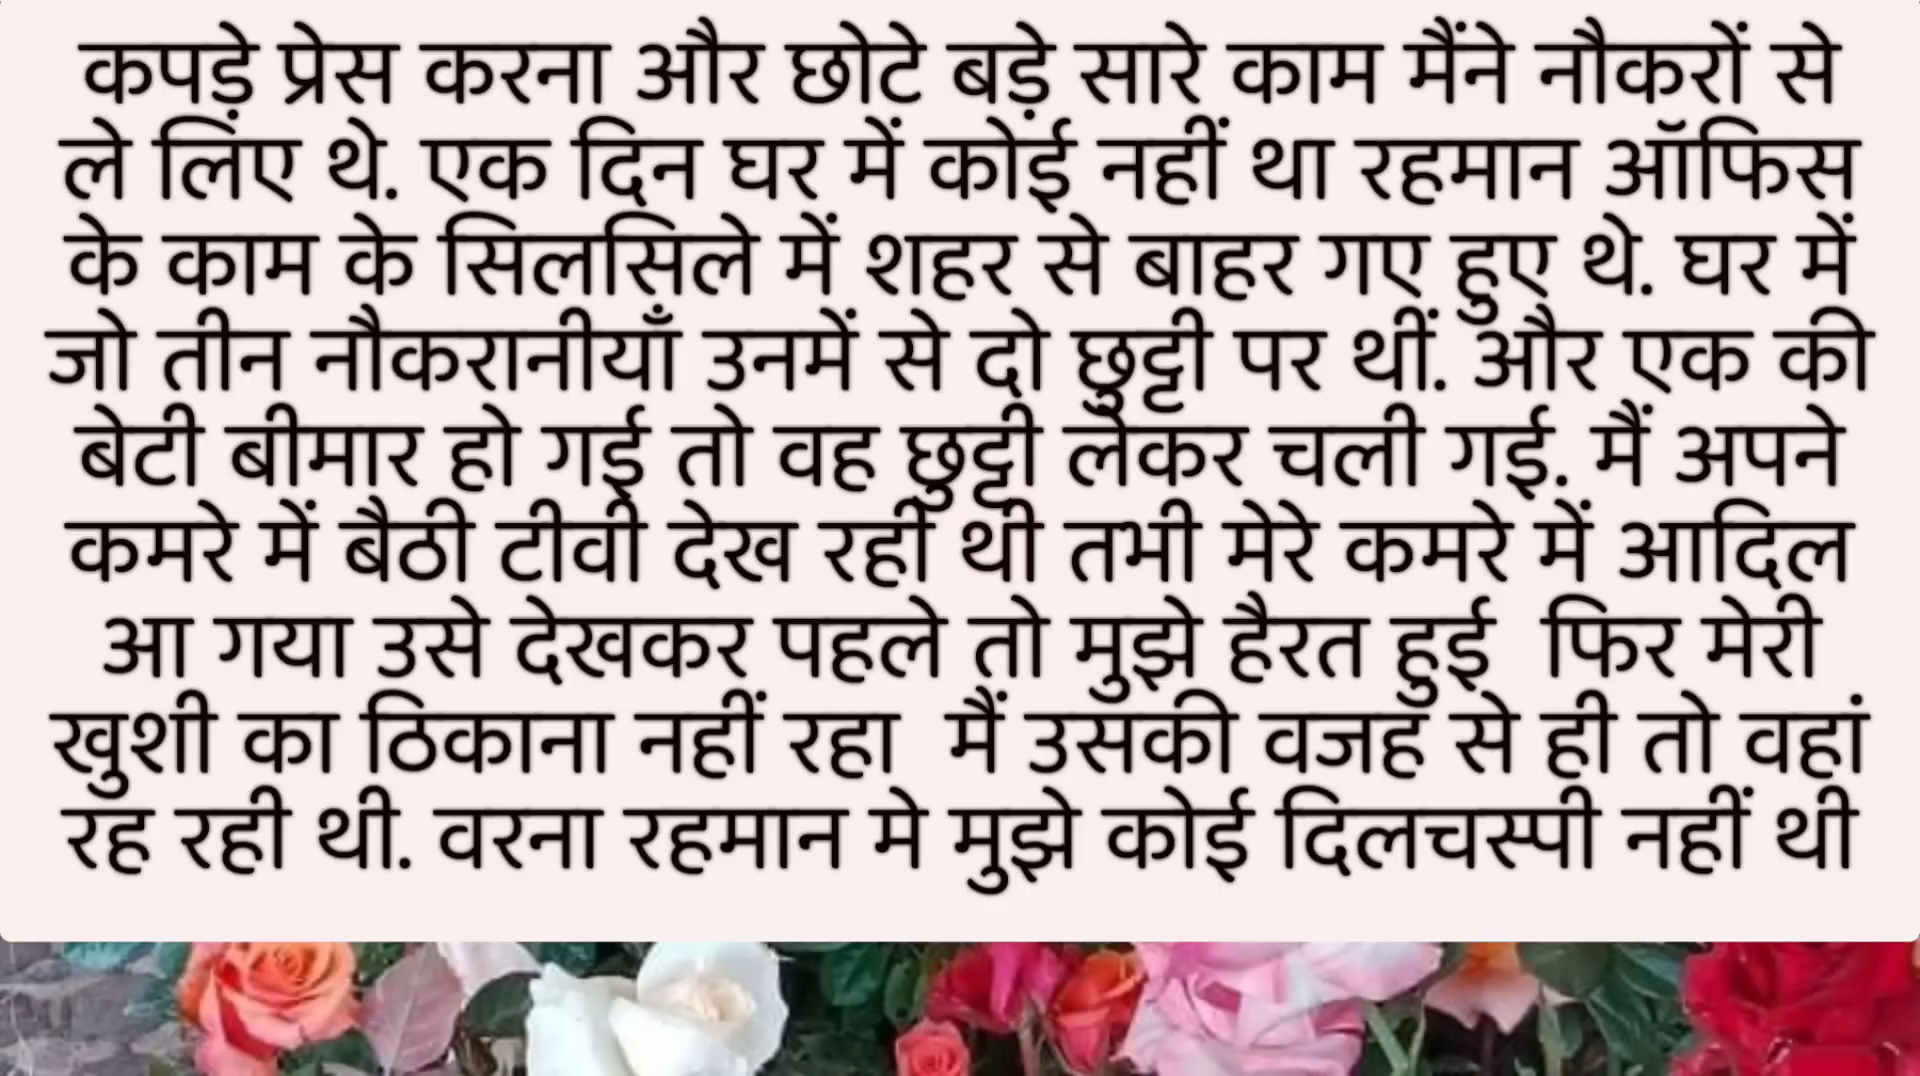 कपड़े प्रेस करना और छोटे बड़े सारे काम मैंने नौकरों से
ले लिए थे. एक दिन घर में कोई नहीं था रहमान ऑफिस
के काम के सिलसिले में शहर से बाहर गए हुए थे. घर में
जो तीन नौकरानीयाँ उनमें से दो छुट्टी पर थीं. और एक की
बेटी बीमार हो गई तो वह छुट्टी लेकर चली गई. मैं अपने
कमरे में बैठी टीवी देख रही थी तभी मेरे कमरे में आदिल
आ गया उसे देखकर पहले तो मुझे हैरत हुई  फिर मेरी
खुशी का ठिकाना नहीं रहा  मैं उसकी वजह से ही तो वहां
रह रही थी. वरना रहमान मे मुझे कोई दिलचस्पी नहीं थी